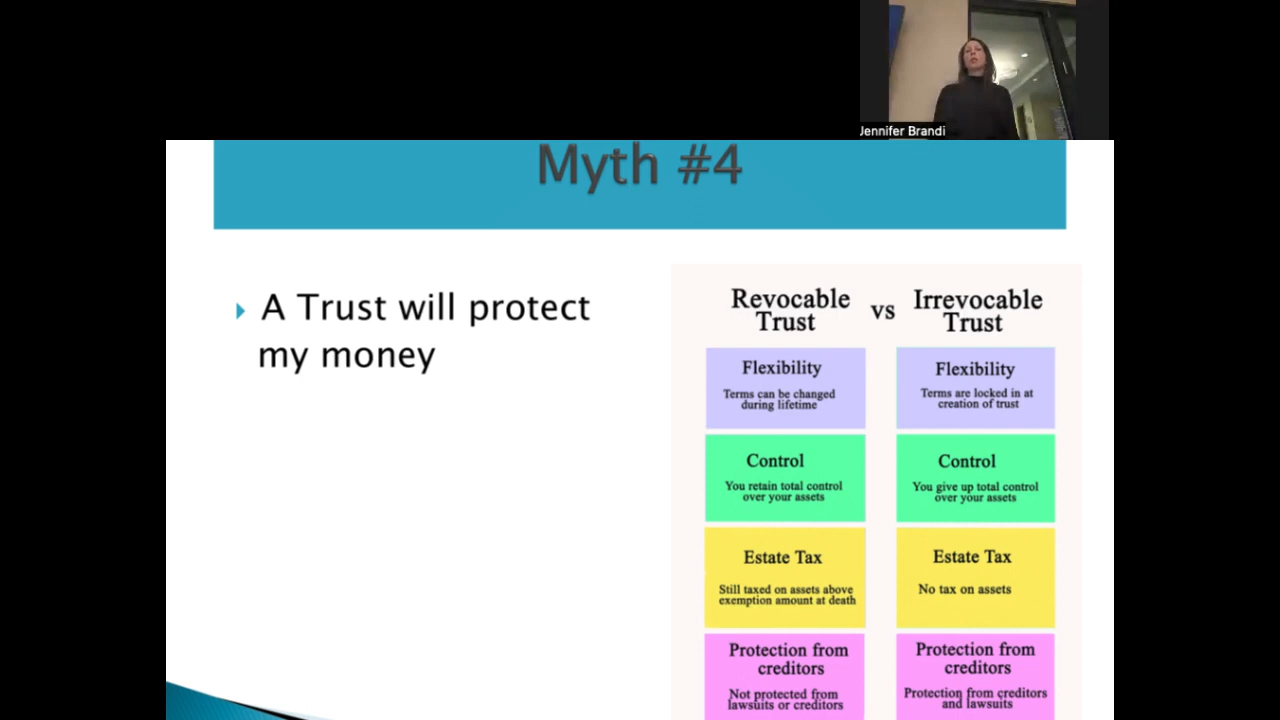 Jennifer Brandi
Myth #4
A Trust will protect
my money
Revocable
Trust
vs
Irrevocable
Trust
Flexibility
Terms can be changed
during lifetime
Flexibility
Terms are locked in at
creation of trust
Control
You retain total control
over your assets
Control
You give up total control
over your assets
Estate Tax
Still taxed on assets above
exemption amount at death
Estate Tax
No tax on assets
Protection from
creditors
Not protected from
lawsuits or creditors
Protection from
creditors
Protection from creditors
and lawsuits